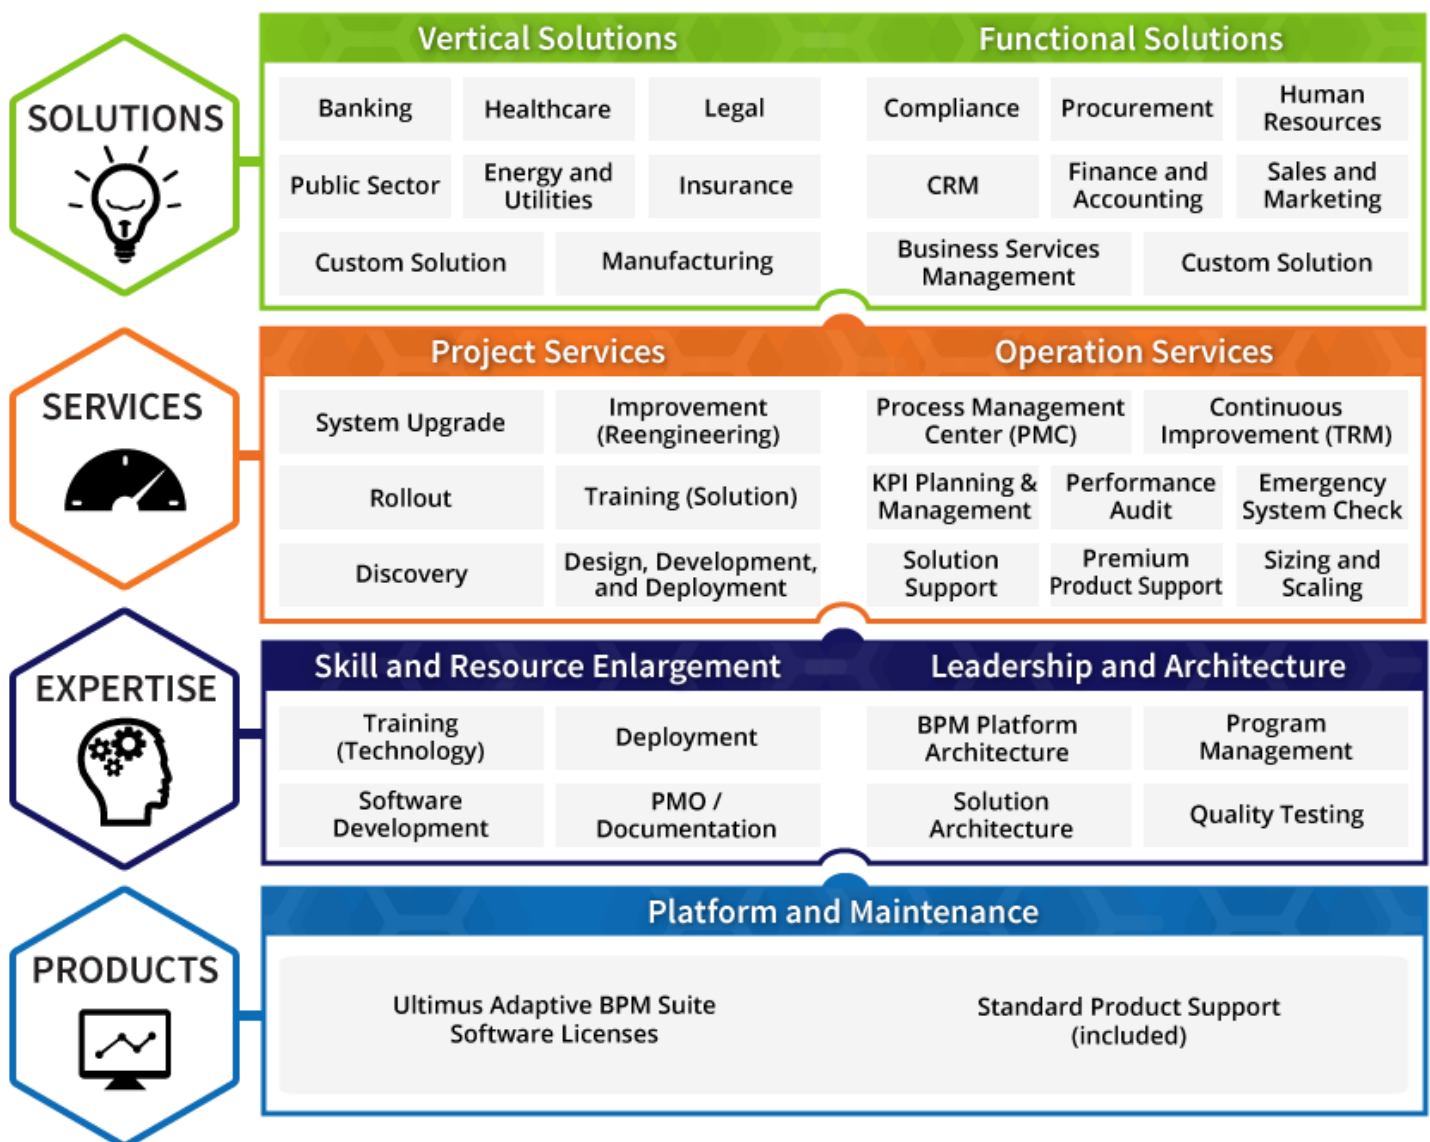 SOLUTIONS
Vertical Solutions
Functional Solutions
Banking
Healthcare
Legal
Compliance
Procurement
Human
Resources
Public Sector
Energy and
Utilities
Insurance
CRM
Finance and
Accounting
Sales and
Marketing
Custom Solution
Manufacturing
Business Services
Management
Custom Solution
SERVICES
Project Services
Operation Services
System Upgrade
Improvement
(Reengineering)
Process Management
Center (PMC)
Continuous
Improvement (TRM)
Rollout
Training (Solution)
KPI Planning &
Management
Performance
Audit
Emergency
System Check
Discovery
Design, Development,
and Deployment
Solution
Support
Premium
Product Support
Sizing and
Scaling
EXPERTISE
Skill and Resource Enlargement
Leadership and Architecture
Training
(Technology)
Deployment
BPM Platform
Architecture
Program
Management
Software
Development
PMO /
Documentation
Solution
Architecture
Quality Testing
PRODUCTS
Platform and Maintenance
Ultimus Adaptive BPM Suite
Software Licenses
Standard Product Support
(included)